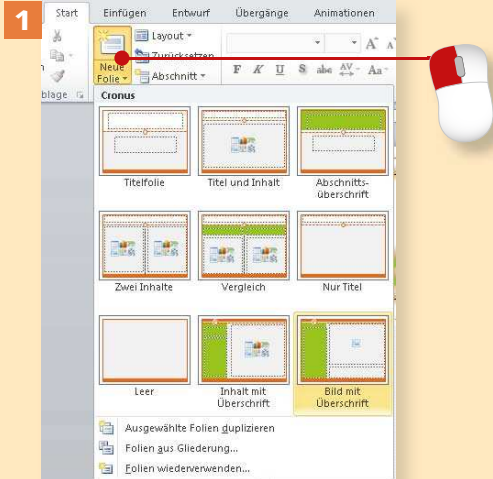 1
Start Einfügen Entwurf Übergänge Animationen
Layout
Zurücksetzen
Neue
Folie
Abschnitt
F K U S abc AV Aa
blage
Cronus
Titelfolie
Titel und Inhalt
Abschnitts-
überschrift
Zwei Inhalte
Vergleich
Nur Titel
Leer
Inhalt mit
Überschrift
Bild mit
Überschrift
Ausgewählte Folien duplizieren
Folien aus Gliederung...
Folien wiederverwenden...